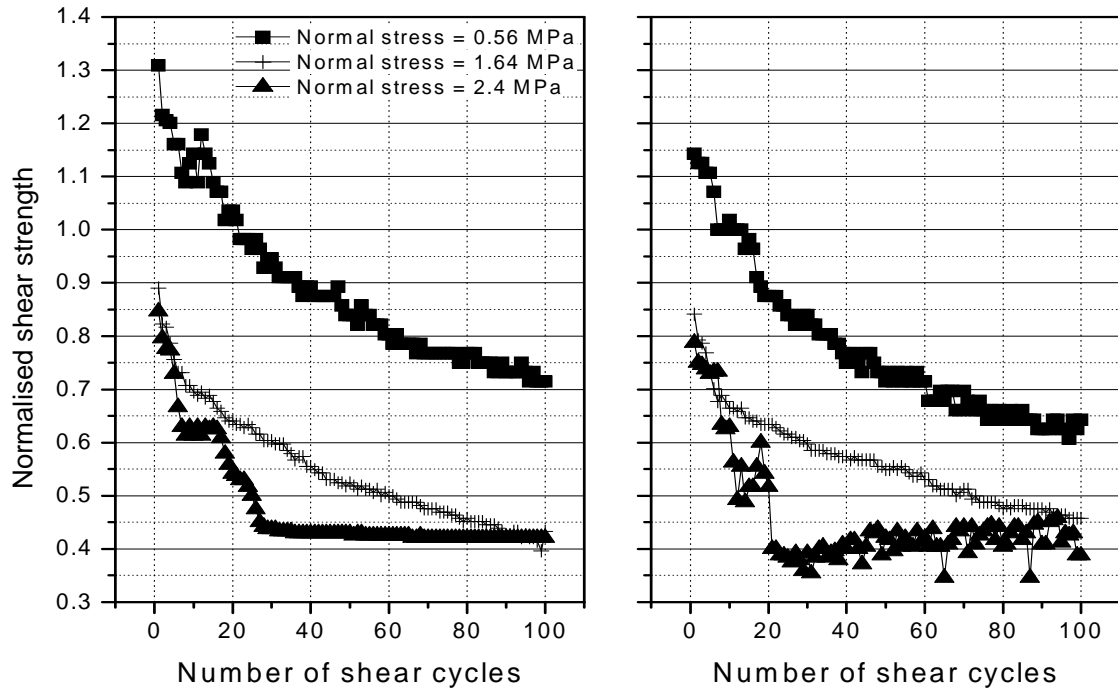 1.4
1.3
1.2
1.1
1.0
0.9
0.8
0.7
0.6
0.5
0.4
0.3
Normalised shear strength
Normal stress = 0.56 MPa
Normal stress = 1.64 MPa
Normal stress = 2.4 MPa
0 20 40 60 80 100
Number of shear cycles
0 20 40 60 80 100
Number of shear cycles